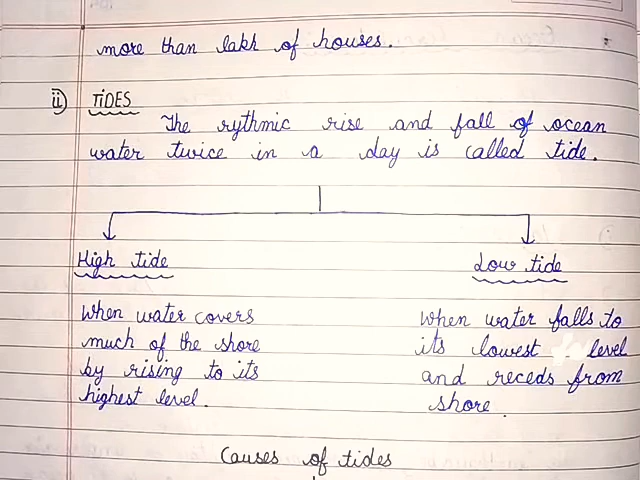 more than lakh of houses.
ii) TIDES
The rythmic rise and fall of ocean
water twice in a day is called tide.
High tide
Low tide
When water covers
much of the shore
by rising to its
highest level.
when water falls to
its lowest level
and receds from
shore.
Causes of tides